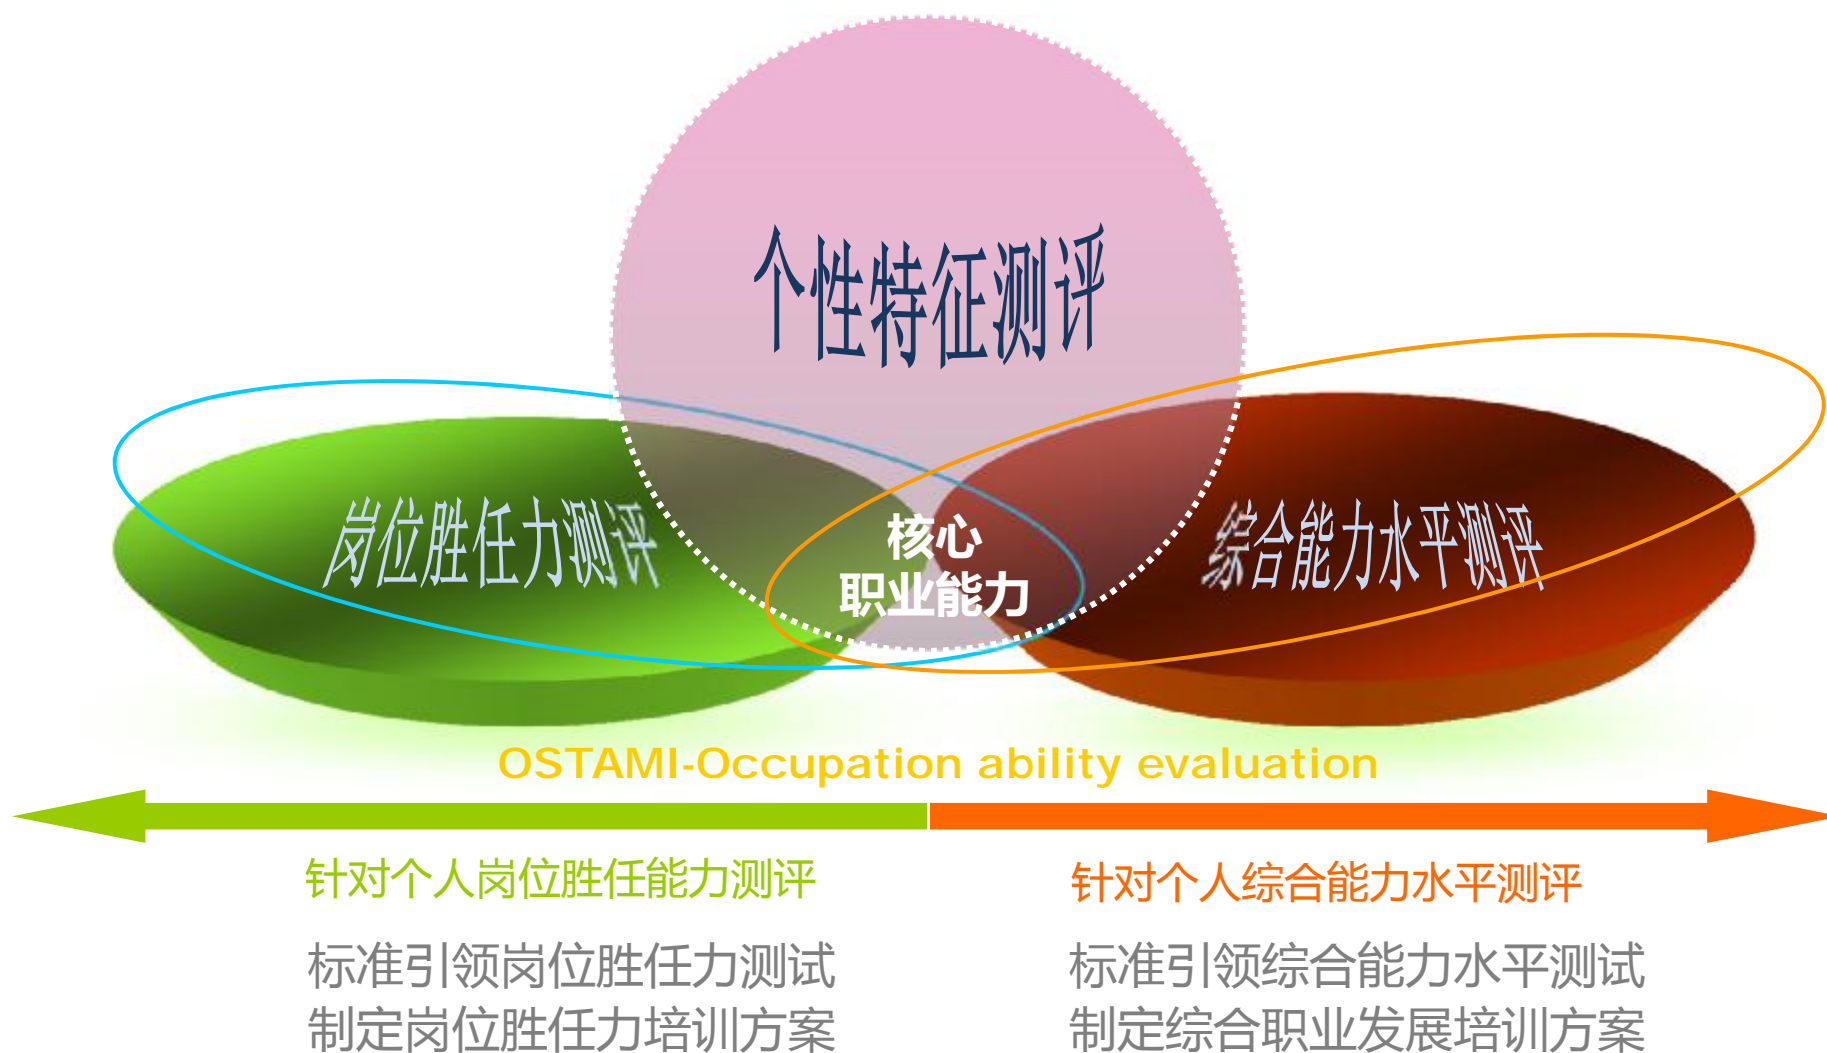 个性特征测评
岗位胜任力测评
核心
职业能力
综合能力水平测评
OSTAMI-Occupation ability evaluation
针对个人岗位胜任能力测评
标准引领岗位胜任力测试
制定岗位胜任力培训方案
针对个人综合能力水平测评
标准引领综合能力水平测试
制定综合职业发展培训方案